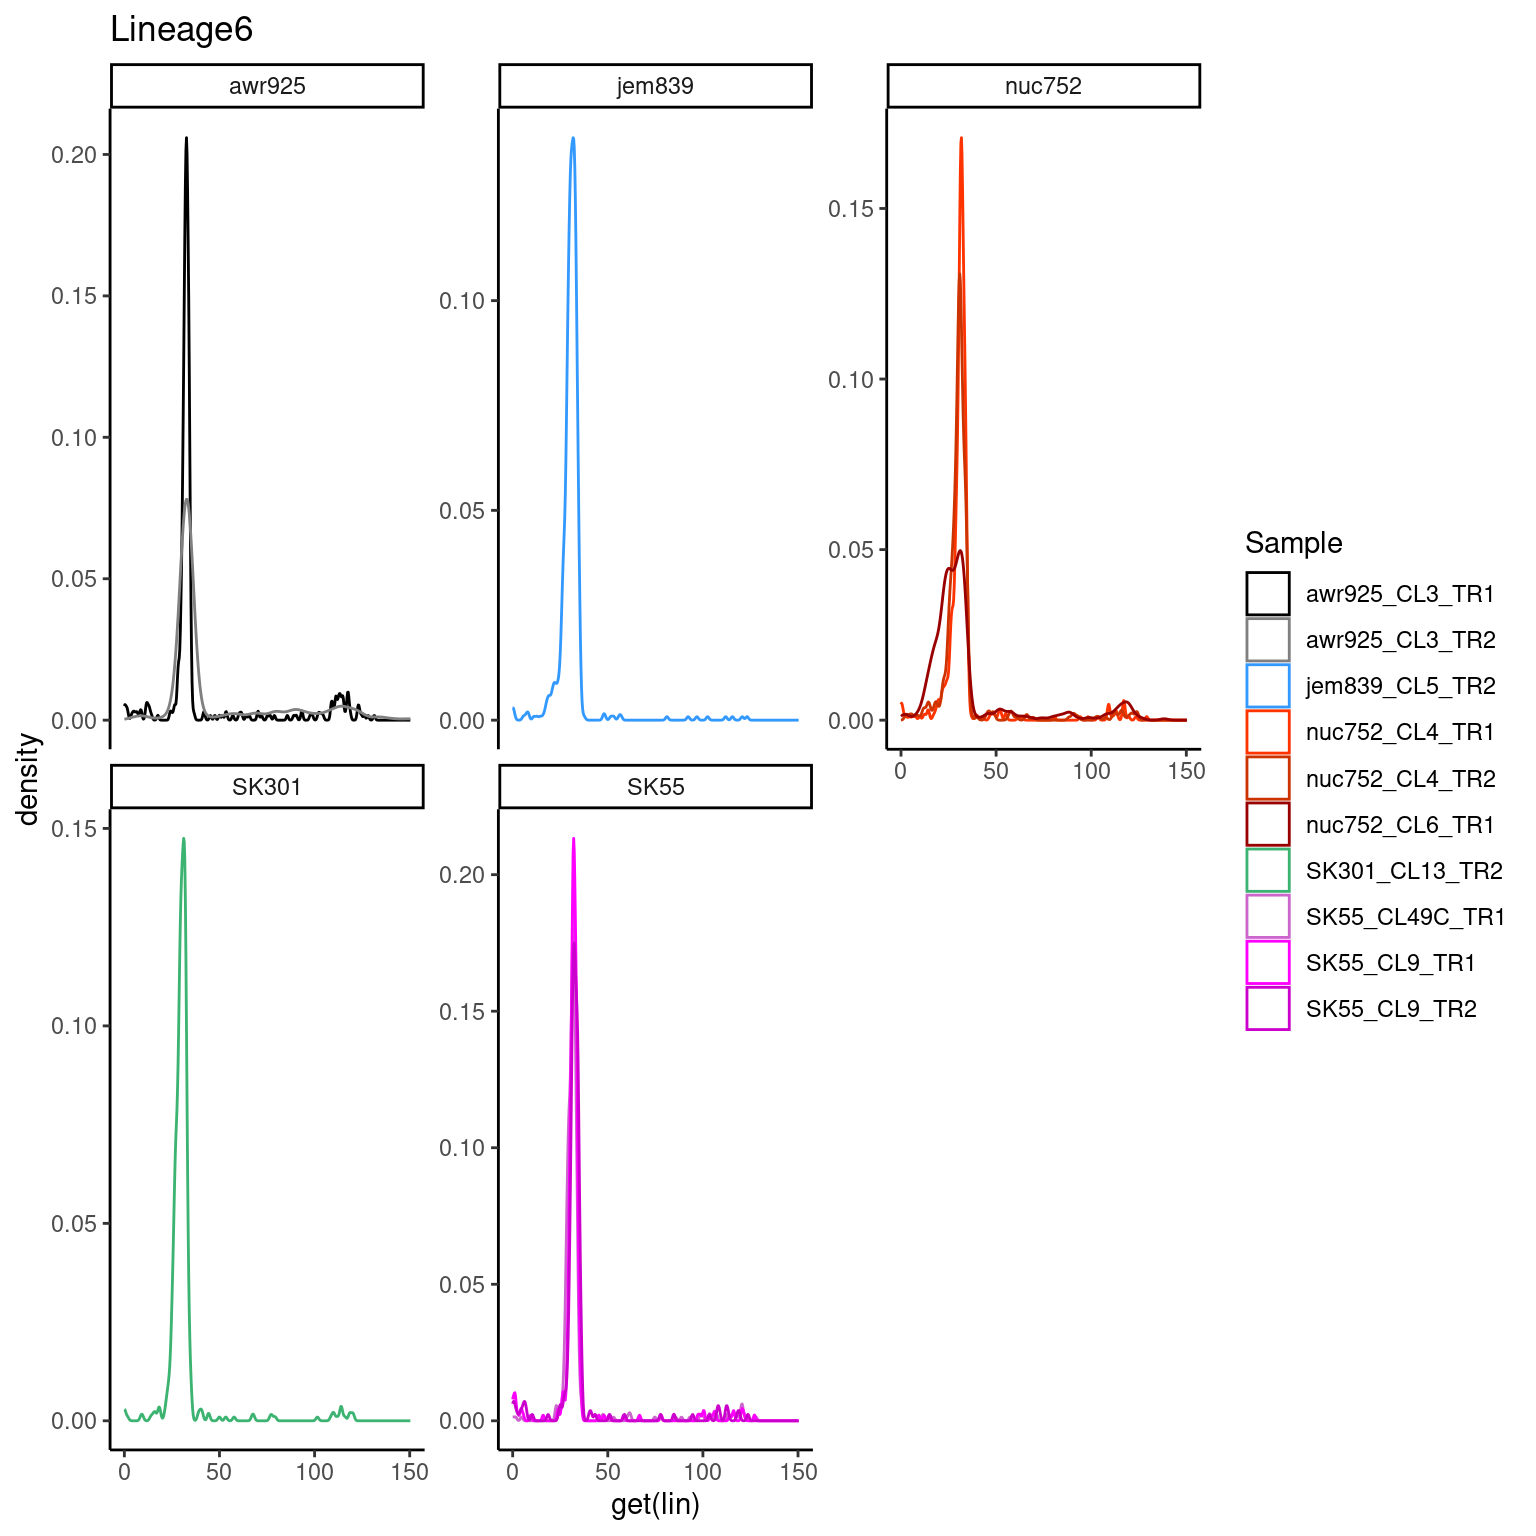 Lineage6
awr925
jem839
nuc752
0.20
0.15
0.10
0.05
0.00
0.10
0.05
0.00
0.15
0.10
0.05
0.00
0
50
100
150
density
SK301
SK55
0.15
0.10
0.05
0.00
0.20
0.15
0.10
0.05
0.00
0
50
100
150
0
50
100
150
get(lin)
Sample
awr925_CL3_TR1
awr925_CL3_TR2
jem839_CL5_TR2
nuc752_CL4_TR1
nuc752_CL4_TR2
nuc752_CL6_TR1
SK301_CL13_TR2
SK55_CL49C_TR1
SK55_CL9_TR1
SK55_CL9_TR2